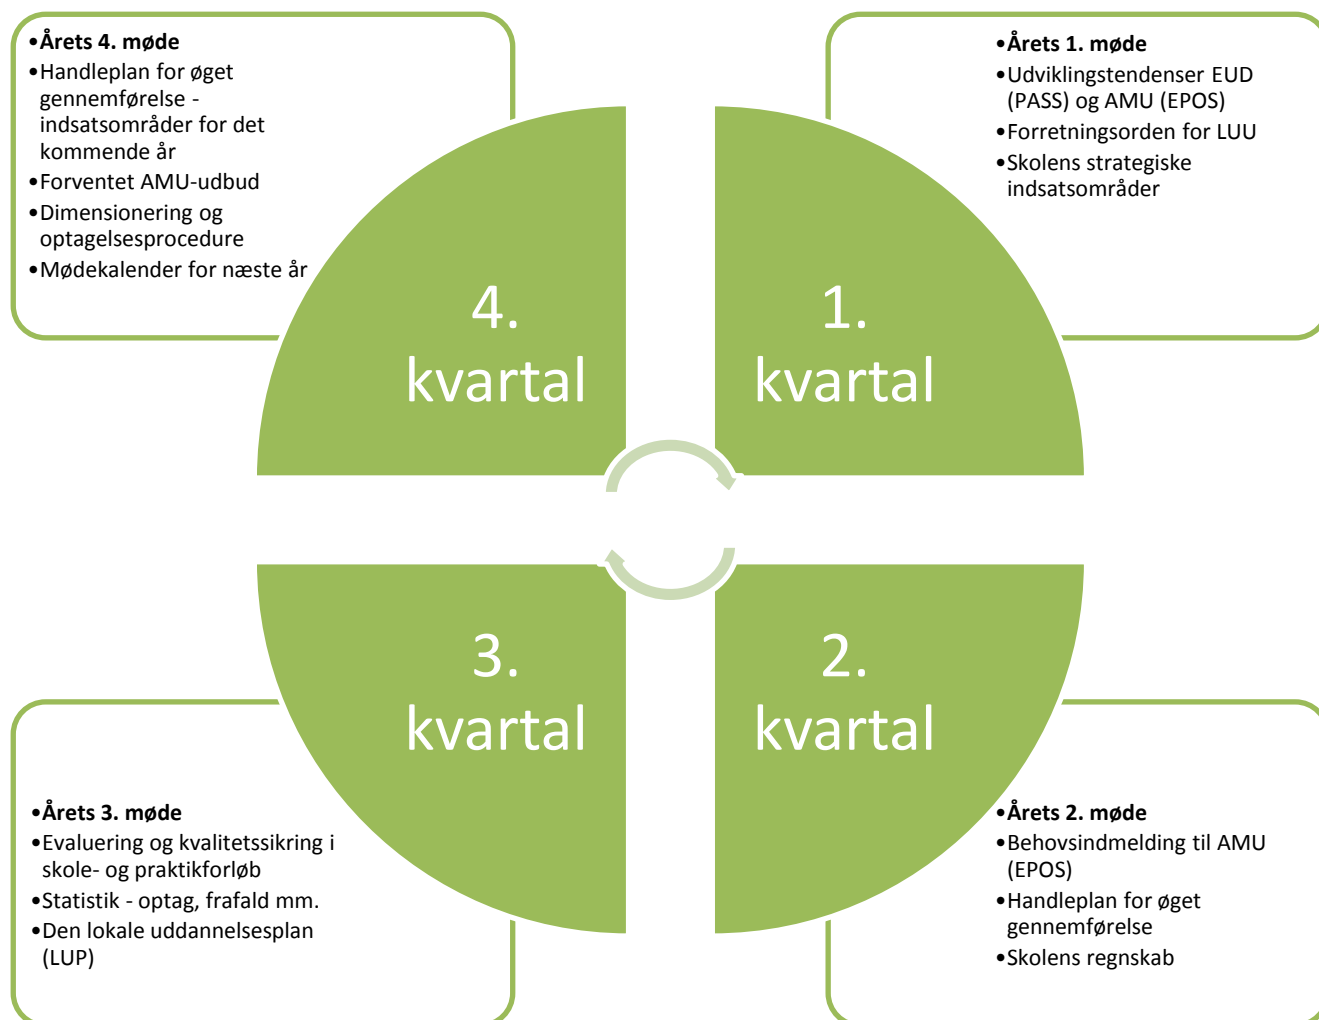 •Årets 4. møde
•Handleplan for øget
gennemførelse -
indsatsområder for det
kommende år
•Forventet AMU-udbud
•Dimensionering og
optagelsesprocedure
•Mødekalender for næste år
•Årets 1. møde
•Udviklingstendenser EUD
(PASS) og AMU (EPOS)
•Forretningsorden for LUU
•Skolens strategiske
indsatsområder
4.
kvartal
1.
kvartal
3.
kvartal
2.
kvartal
•Årets 3. møde
•Evaluering og kvalitetssikring i
skole- og praktikforløb
•Statistik - optag, frafald mm.
•Den lokale uddannelsesplan
(LUP)
•Årets 2. møde
•Behovsindmelding til AMU
(EPOS)
•Handleplan for øget
gennemførelse
•Skolens regnskab